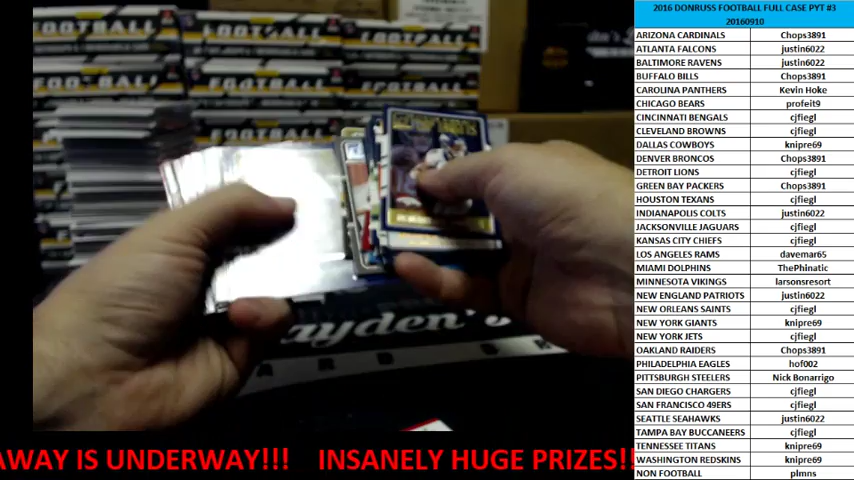 2016 DONRUSS FOOTBALL FULL CASE PYT #3
20160910
ARIZONA CARDINALS Chops3891
ATLANTA FALCONS justin6022
BALTIMORE RAVENS justin6022
BUFFALO BILLS Chops3891
CAROLINA PANTHERS Kevin Hoke
CHICAGO BEARS profeit9
CINCINNATI BENGALS cjfiegl
CLEVELAND BROWNS cjfiegl
DALLAS COWBOYS knipre69
DENVER BRONCOS Chops3891
DETROIT LIONS cjfiegl
GREEN BAY PACKERS Chops3891
HOUSTON TEXANS cjfiegl
INDIANAPOLIS COLTS justin6022
JACKSONVILLE JAGUARS cjfiegl
KANSAS CITY CHIEFS cjfiegl
LOS ANGELES RAMS davemar65
MIAMI DOLPHINS ThePhinatic
MINNESOTA VIKINGS larsonsresort
NEW ENGLAND PATRIOTS justin6022
NEW ORLEANS SAINTS cjfiegl
NEW YORK GIANTS knipre69
NEW YORK JETS cjfiegl
OAKLAND RAIDERS Chops3891
PHILADELPHIA EAGLES hof002
PITTSBURGH STEELERS Nick Bonarrigo
SAN DIEGO CHARGERS cjfiegl
SAN FRANCISCO 49ERS cjfiegl
SEATTLE SEAHAWKS justin6022
TAMPA BAY BUCCANEERS cjfiegl
TENNESSEE TITANS knipre69
WASHINGTON REDSKINS knipre69
NON FOOTBALL plmns
FOOTBALL FOOTBALL FOOTBALL
FOOTBALL FOOTBALL FOOTBALL
FOOTBALL
ayden's
AWAY IS UNDERWAY!!! INSANELY HUGE PRIZES!!